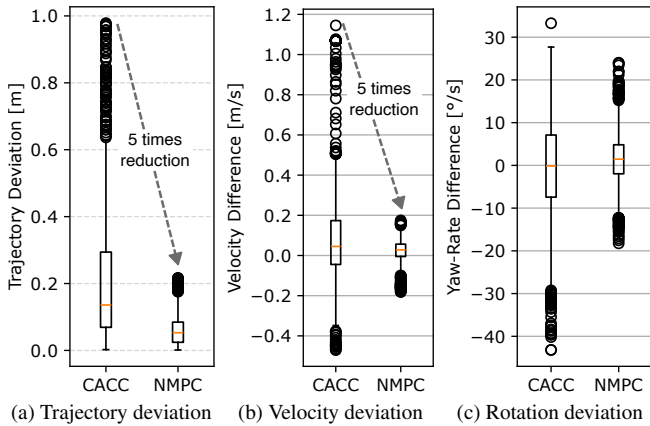 Trajectory Deviation [m]
1.0
0.8
0.6
0.4
0.2
0.0
5 times
reduction
CACC
NMPC
(a) Trajectory deviation
Velocity Difference [m/s]
1.2
1.0
0.8
0.6
0.4
0.2
0.0
−0.2
−0.4
5 times
reduction
CACC
NMPC
(b) Velocity deviation
Yaw-Rate Difference [°/s]
30
20
10
0
−10
−20
−30
−40
CACC
NMPC
(c) Rotation deviation